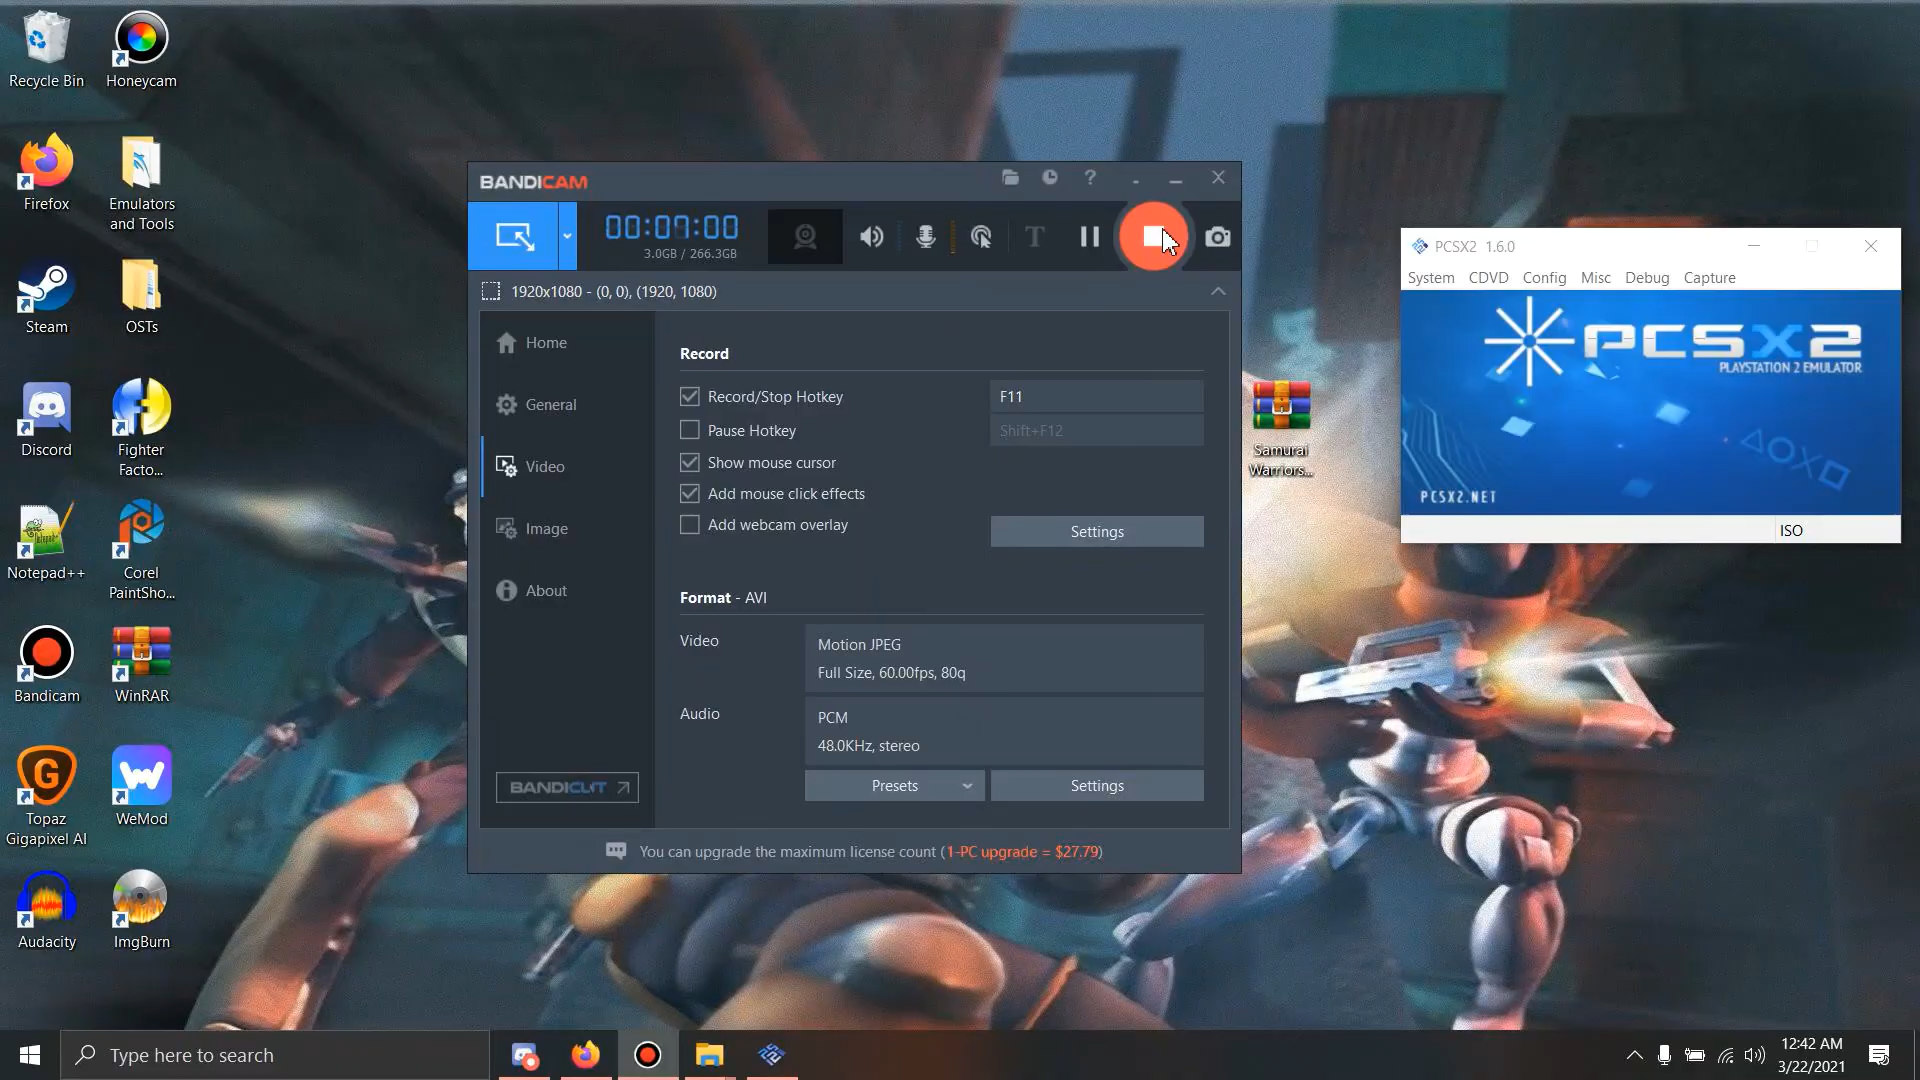 Recycle Bin
Honeycam
Firefox
Emulators
and Tools
Steam
OSTs
Discord
Fighter
Facto...
Notepad++
Corel
PaintSho...
Bandicam
WinRAR
Topaz
Gigapixel AI
WeMod
Audacity
ImgBurn
BANDICAM
00:07:00
3.0GB / 266.3GB
T
1920x1080 - (0, 0), (1920, 1080)
Home
General
Video
Image
About
BANDICUT
Record
Record/Stop Hotkey
F11
Pause Hotkey
Shift+F12
Show mouse cursor
Add mouse click effects
Add webcam overlay
Settings
Format - AVI
Video
Motion JPEG
Full Size, 60.00fps, 80q
Audio
PCM
48.0KHz, stereo
Presets
Settings
You can upgrade the maximum license count (1-PC upgrade = $27.79)
Samurai
Warriors...
PCSX2 1.6.0
System CDVD Config Misc Debug Capture
PCSX2
PLAYSTATION 2 EMULATOR
PCSX2.NET
ISO
Type here to search
12:42 AM
3/22/2021